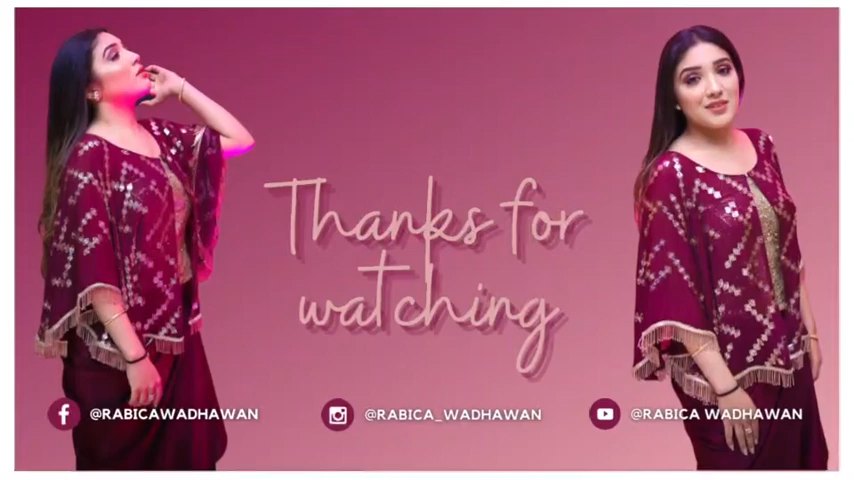 Thanks for
watching
@RABICAWADHAWAN
@RABICA_WADHAWAN
@RABICA WADHAWAN